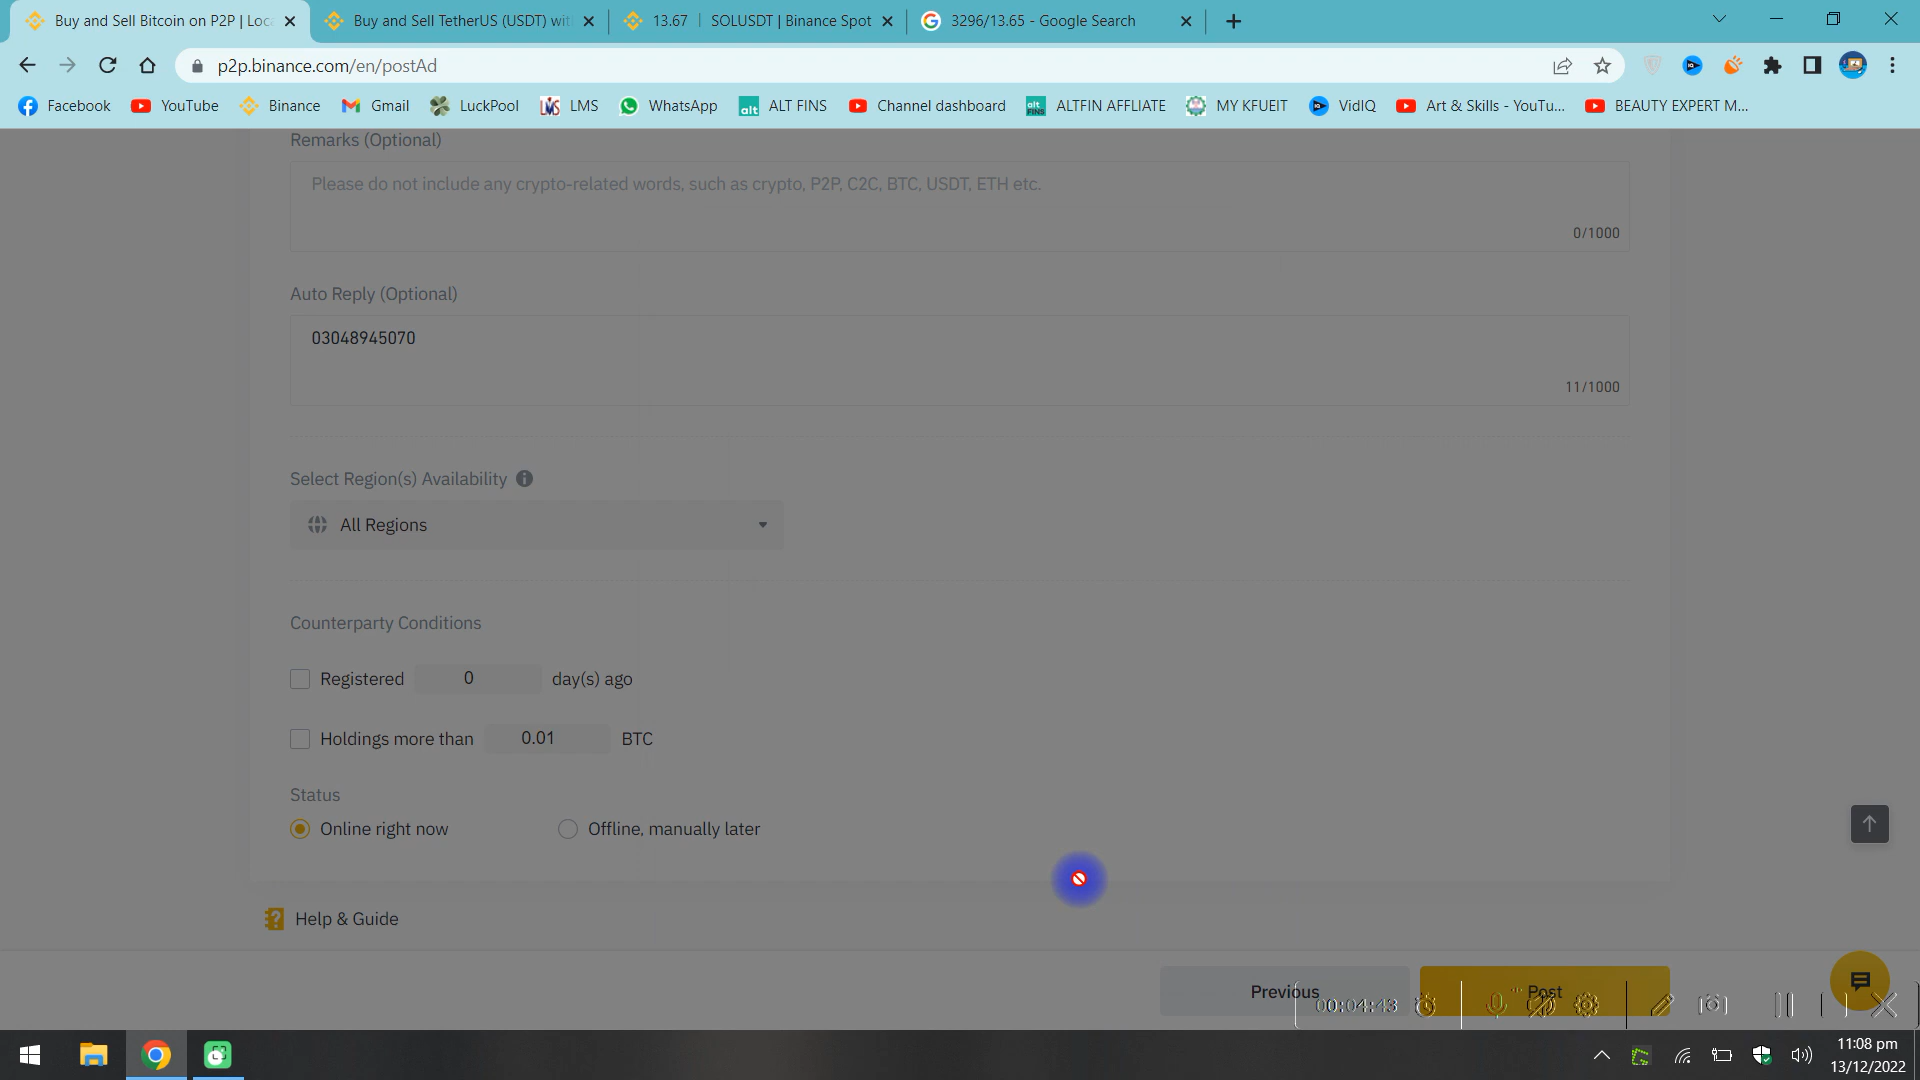 Buy and Sell Bitcoin on P2P | Loca
Buy and Sell TetherUS (USDT) wit
13.67 | SOLUSDT | Binance Spot
3296/13.65 - Google Search
p2p.binance.com/en/postAd
Facebook
YouTube
Binance
Gmail
LuckPool
LMS
WhatsApp
ALT FINS
Channel dashboard
ALTFIN AFFLIATE
MY KFUEIT
VidIQ
Art & Skills - YouTu...
BEAUTY EXPERT M...
Remarks (Optional)
Please do not include any crypto-related words, such as crypto, P2P, C2C, BTC, USDT, ETH etc.
0/1000
Auto Reply (Optional)
03048945070
11/1000
Select Region(s) Availability
All Regions
Counterparty Conditions
Registered 0 day(s) ago
Holdings more than 0.01 BTC
Status
Online right now
Offline, manually later
Help & Guide
Previous
Post
00:04:43
11:08 pm
13/12/2022